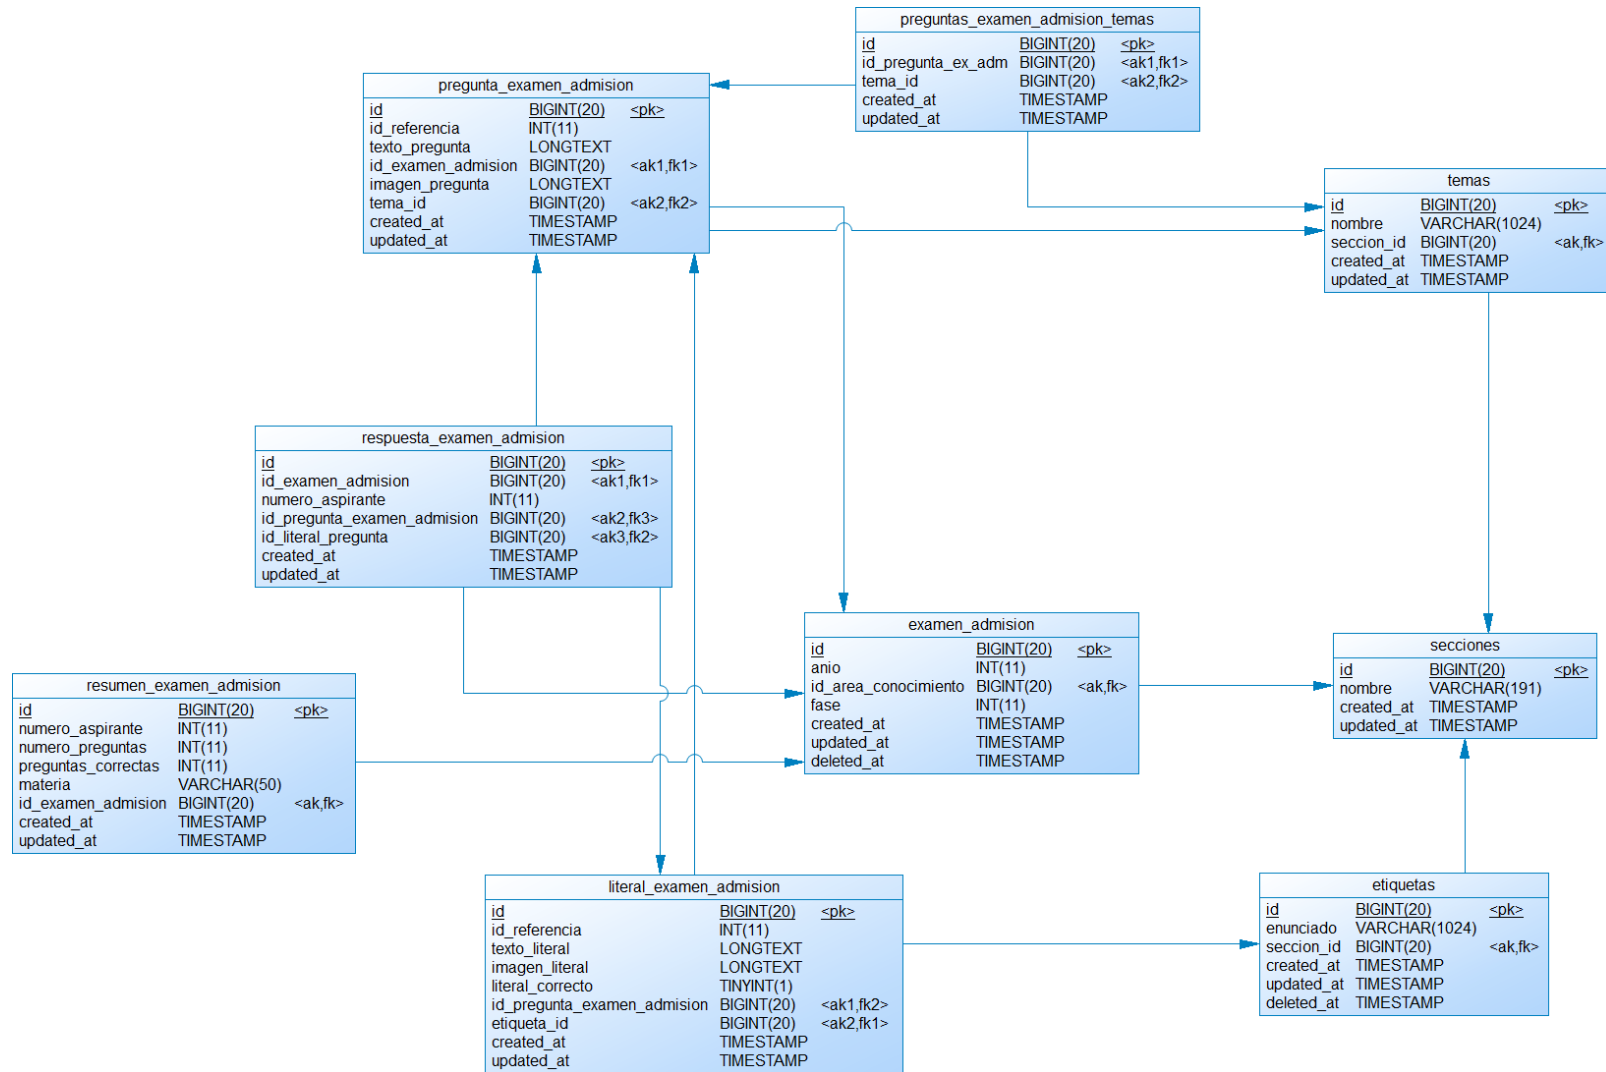 preguntas_examen_admision_temas
id BIGINT(20) <pk>
id_pregunta_ex_adm BIGINT(20) <ak1,fk1>
tema_id BIGINT(20) <ak2,fk2>
created_at TIMESTAMP
updated_at TIMESTAMP
pregunta_examen_admision
id BIGINT(20) <pk>
id_referencia INT(11)
texto_pregunta LONGTEXT
id_examen_admision BIGINT(20) <ak1,fk1>
imagen_pregunta LONGTEXT
tema_id BIGINT(20) <ak2,fk2>
created_at TIMESTAMP
updated_at TIMESTAMP
temas
id BIGINT(20) <pk>
nombre VARCHAR(1024)
seccion_id BIGINT(20) <ak,fk>
created_at TIMESTAMP
updated_at TIMESTAMP
respuesta_examen_admision
id BIGINT(20) <pk>
id_examen_admision BIGINT(20) <ak1,fk1>
numero_aspirante INT(11)
id_pregunta_examen_admision BIGINT(20) <ak2,fk3>
id_literal_pregunta BIGINT(20) <ak3,fk2>
created_at TIMESTAMP
updated_at TIMESTAMP
examen_admision
id BIGINT(20) <pk>
anio INT(11)
id_area_conocimiento BIGINT(20) <ak,fk>
fase INT(11)
created_at TIMESTAMP
updated_at TIMESTAMP
deleted_at TIMESTAMP
secciones
id BIGINT(20) <pk>
nombre VARCHAR(191)
created_at TIMESTAMP
updated_at TIMESTAMP
resumen_examen_admision
id BIGINT(20) <pk>
numero_aspirante INT(11)
numero_preguntas INT(11)
preguntas_correctas INT(11)
materia VARCHAR(50)
id_examen_admision BIGINT(20) <ak,fk>
created_at TIMESTAMP
updated_at TIMESTAMP
literal_examen_admision
id BIGINT(20) <pk>
id_referencia INT(11)
texto_literal LONGTEXT
imagen_literal LONGTEXT
literal_correcto TINYINT(1)
id_pregunta_examen_admision BIGINT(20) <ak1,fk2>
etiqueta_id BIGINT(20) <ak2,fk1>
created_at TIMESTAMP
updated_at TIMESTAMP
etiquetas
id BIGINT(20) <pk>
enunciado VARCHAR(1024)
seccion_id BIGINT(20) <ak,fk>
created_at TIMESTAMP
updated_at TIMESTAMP
deleted_at TIMESTAMP